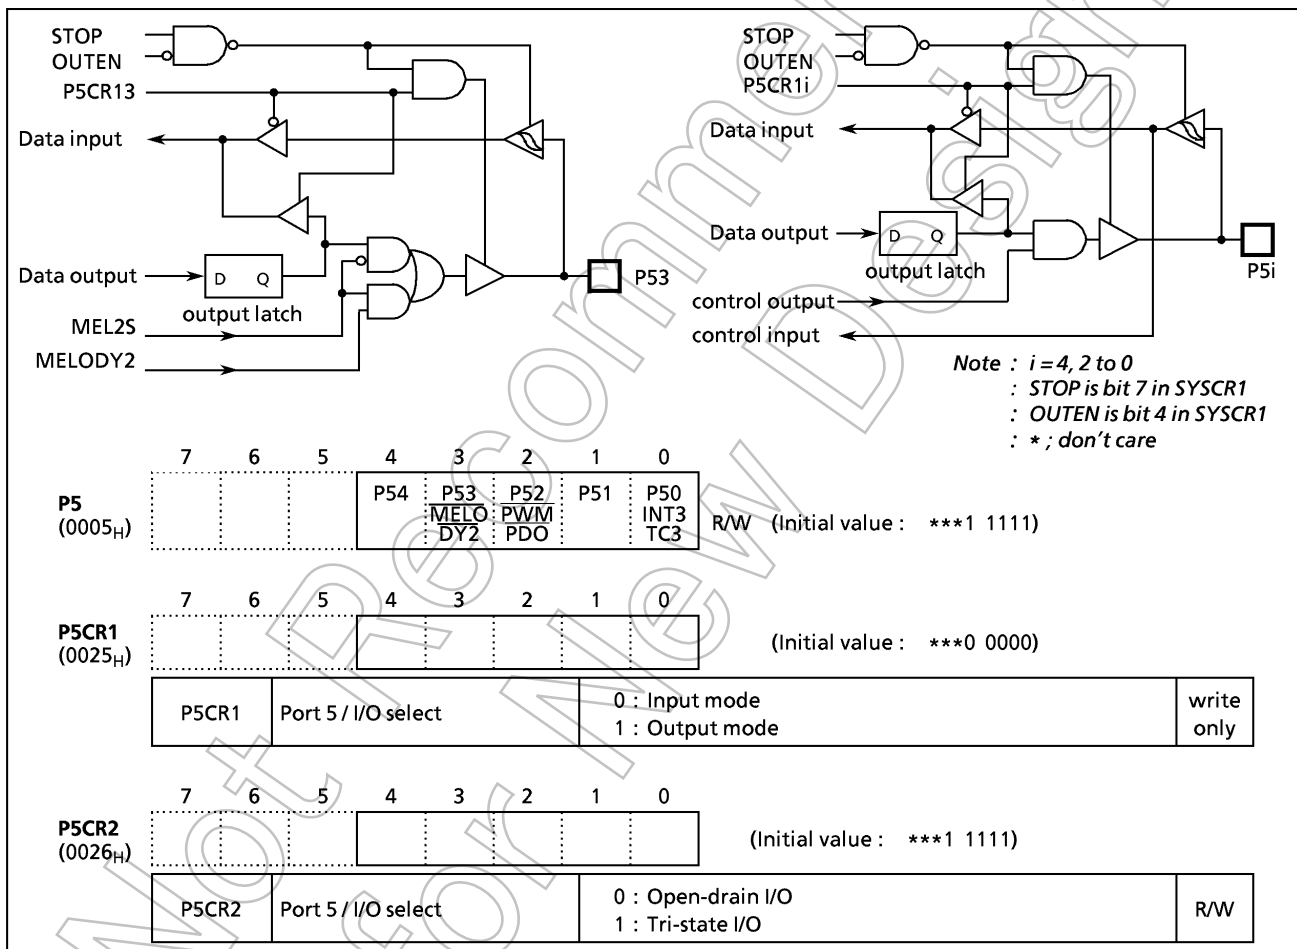 STOP
OUTEN
P5CR13
Data input
Data output
D Q
output latch
MEL2S
MELODY2
P53
STOP
OUTEN
P5CR1i
Data input
Data output
D Q
output latch
control output
control input
P5i
Note : i = 4, 2 to 0
: STOP is bit 7 in SYSCR1
: OUTEN is bit 4 in SYSCR1
: * ; don't care
7 6 5 4 3 2 1 0
P5
(0005H)
P54 P53 P52 P51 P50
MELO PWM INT3
DY2 PDO TC3
R/W (Initial value : ***1 1111)
7 6 5 4 3 2 1 0
P5CR1
(0025H)
(Initial value : ***0 0000)
P5CR1 Port 5 / I/O select
0 : Input mode
1 : Output mode
write
only
7 6 5 4 3 2 1 0
P5CR2
(0026H)
(Initial value : ***1 1111)
P5CR2 Port 5 / I/O select
0 : Open-drain I/O
1 : Tri-state I/O
R/W
Not Recommen
for New Design